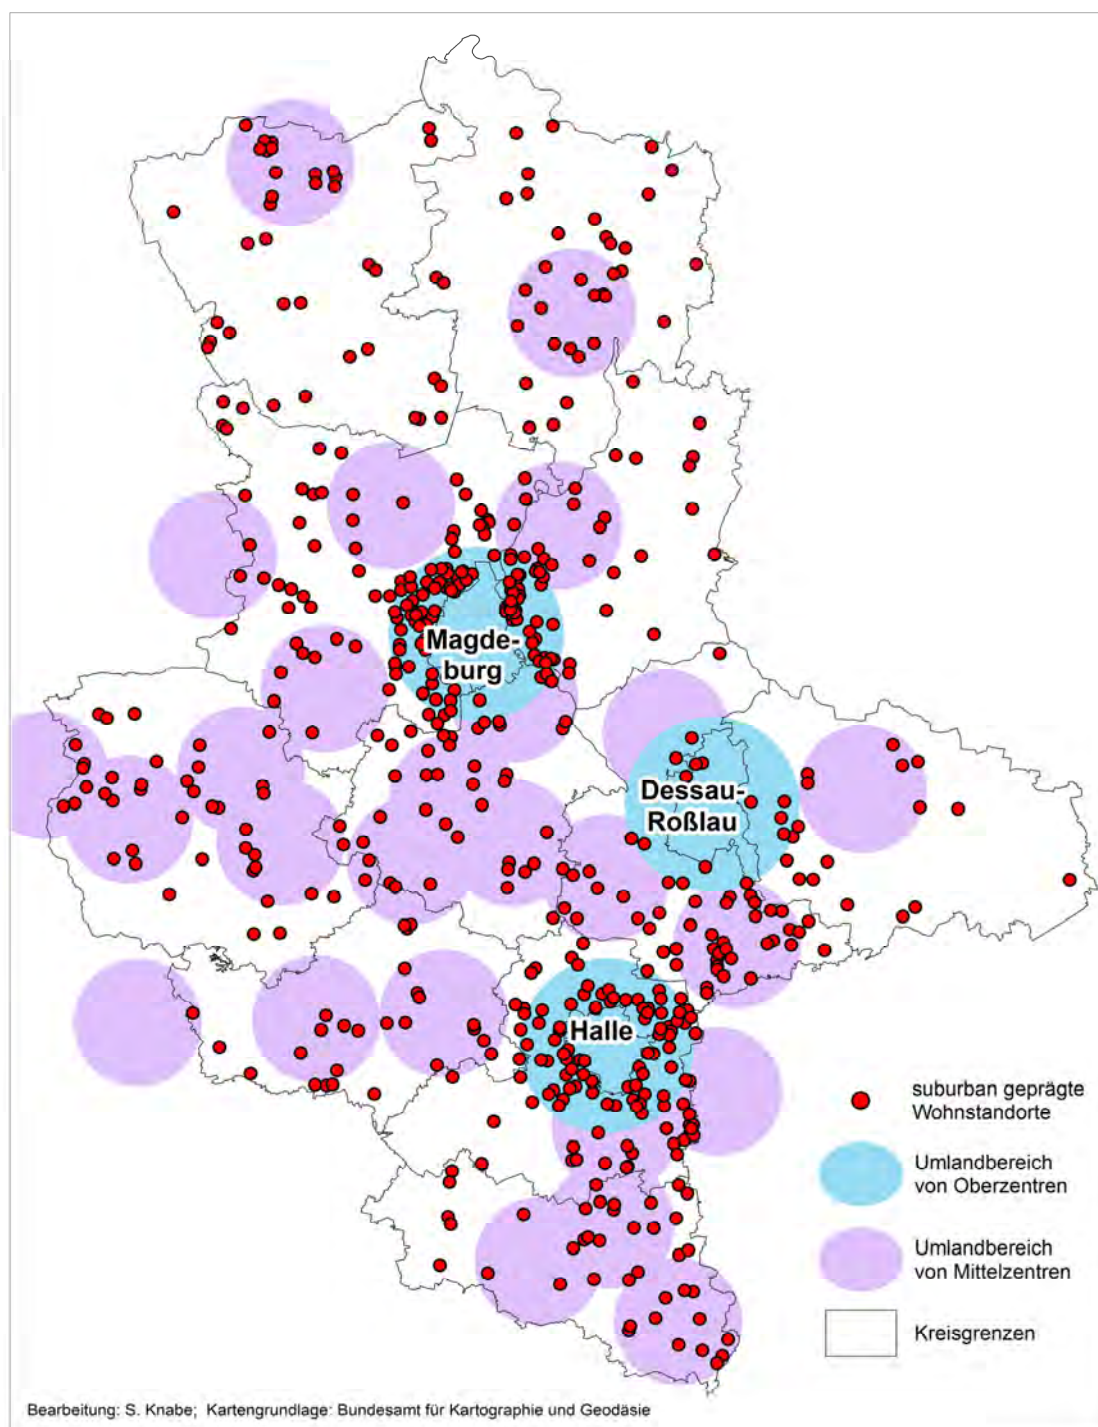 Magde-
burg
Dessau-
Roßlau
Halle
suburban geprägte
Wohnstandorte
Umlandbereich
von Oberzentren
Umlandbereich
von Mittelzentren
Kreisgrenzen
Bearbeitung: S. Knabe; Kartengrundlage: Bundesamt für Kartographie und Geodäsie